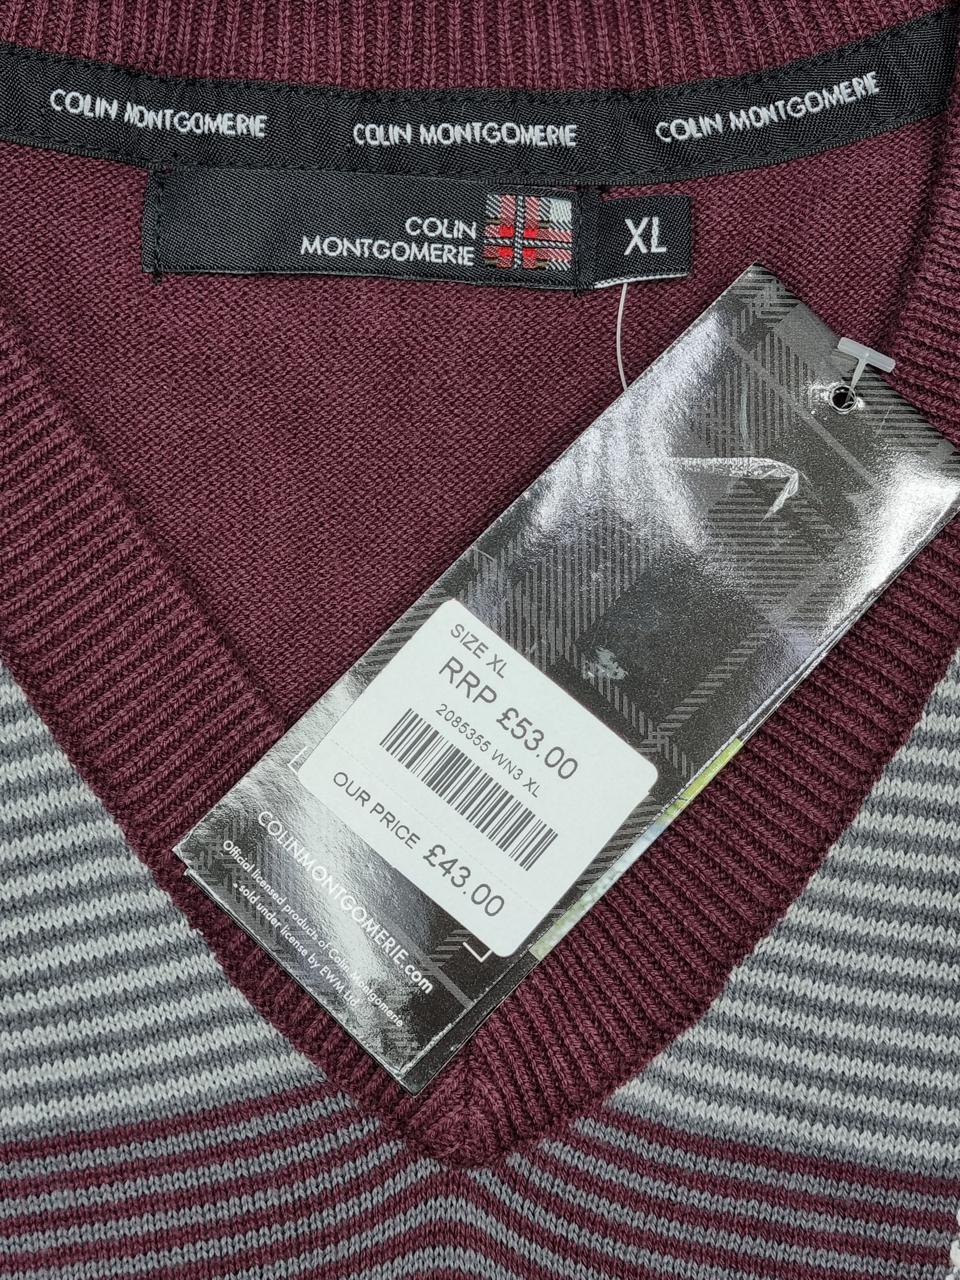 COLIN MONTGOMERIE COLIN MONTGOMERIE COLIN MONTGOMERIE
COLIN
MONTGOMERIE
XL
SIZE XL
RRP £53.00
2085355 WN3 XL
OUR PRICE £43.00
COLINMONTGOMERIE.com
Official licensed products of Colin Montgomerie
- sold under license by EWM Ltd.